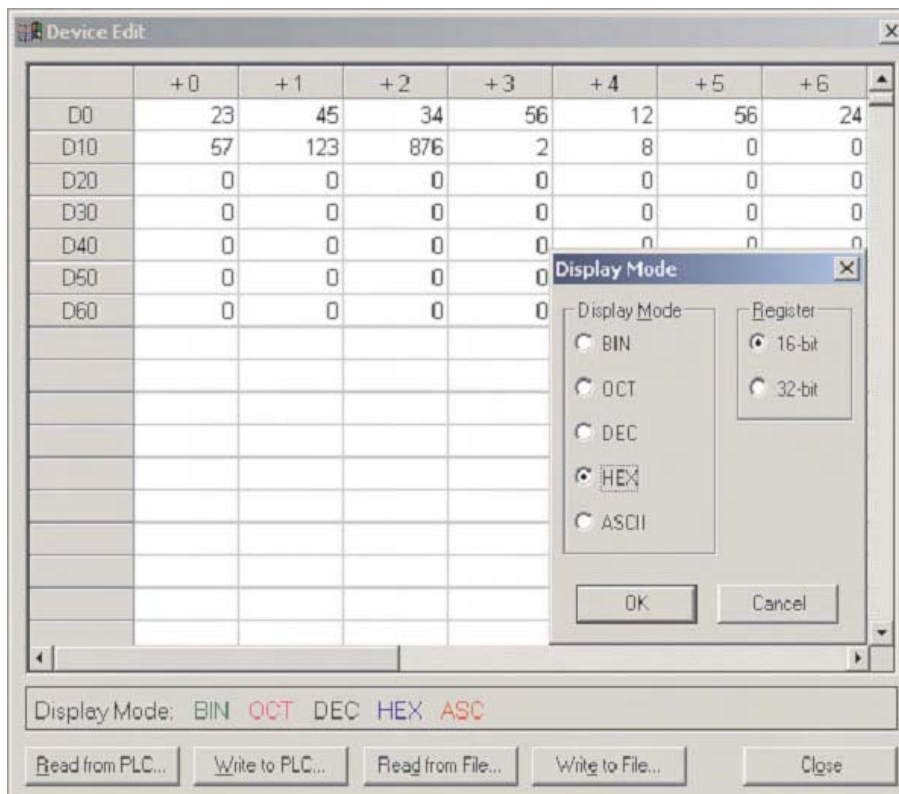 Device Edit
+0 +1 +2 +3 +4 +5 +6
D0 23 45 34 56 12 56 24
D10 57 123 876 2 8 0 0
D20 0 0 0 0 0 0 0
D30 0 0 0 0 0 0 0
D40 0 0 0 0 0 0 0
D50 0 0 0 0
D60 0 0 0 0
Display Mode
Display Mode
BIN
OCT
DEC
HEX
ASCII
Register
16-bit
32-bit
OK Cancel
Display Mode: BIN OCT DEC HEX ASC
Read from PLC... Write to PLC... Read from File... Write to File... Close